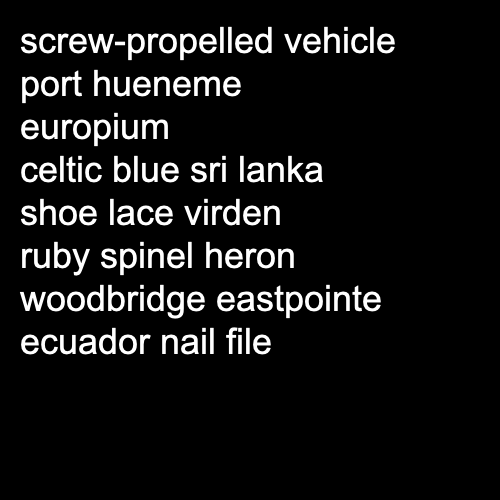 screw-propelled vehicle
port hueneme
europium
celtic blue sri lanka
shoe lace virden
ruby spinel heron
woodbridge eastpointe
ecuador nail file